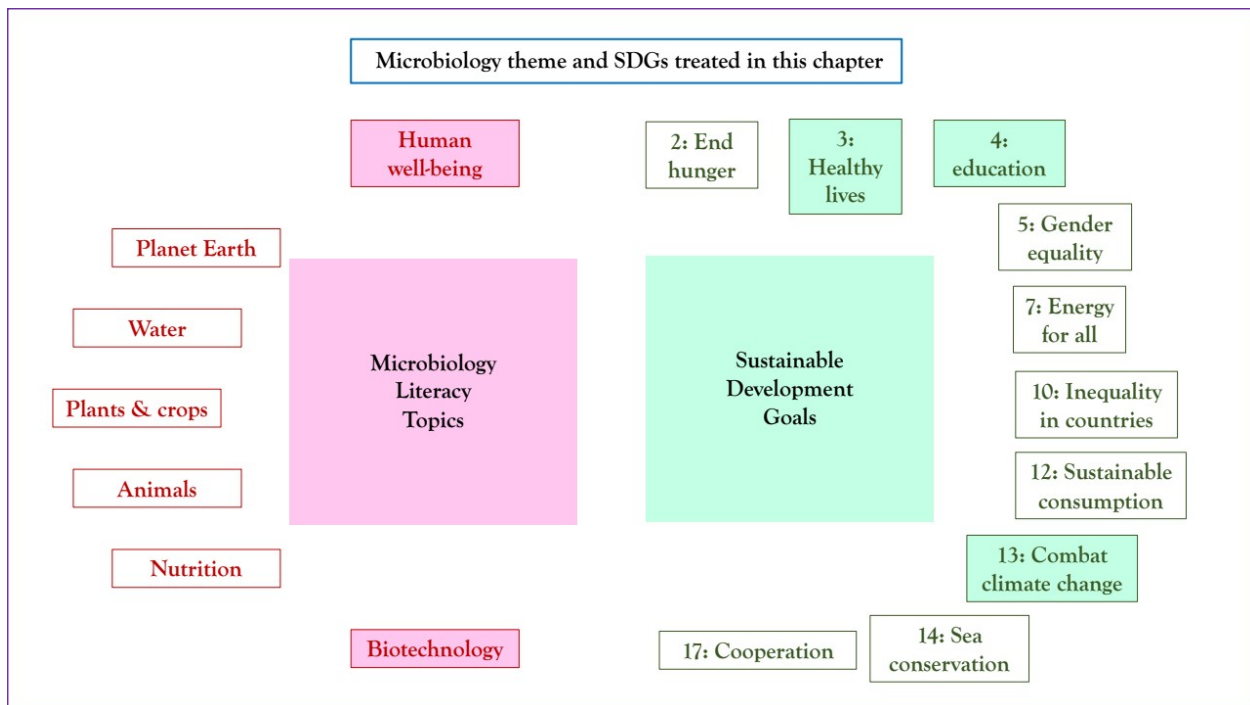 Microbiology theme and SDGs treated in this chapter
Human
well-being
Planet Earth
Water
Plants & crops
Animals
Nutrition
Biotechnology
Microbiology
Literacy
Topics
2: End
hunger
3:
Healthy
lives
4:
education
5: Gender
equality
7: Energy
for all
10: Inequality
in countries
12: Sustainable
consumption
13: Combat
climate change
14: Sea
conservation
17: Cooperation
Sustainable
Development
Goals